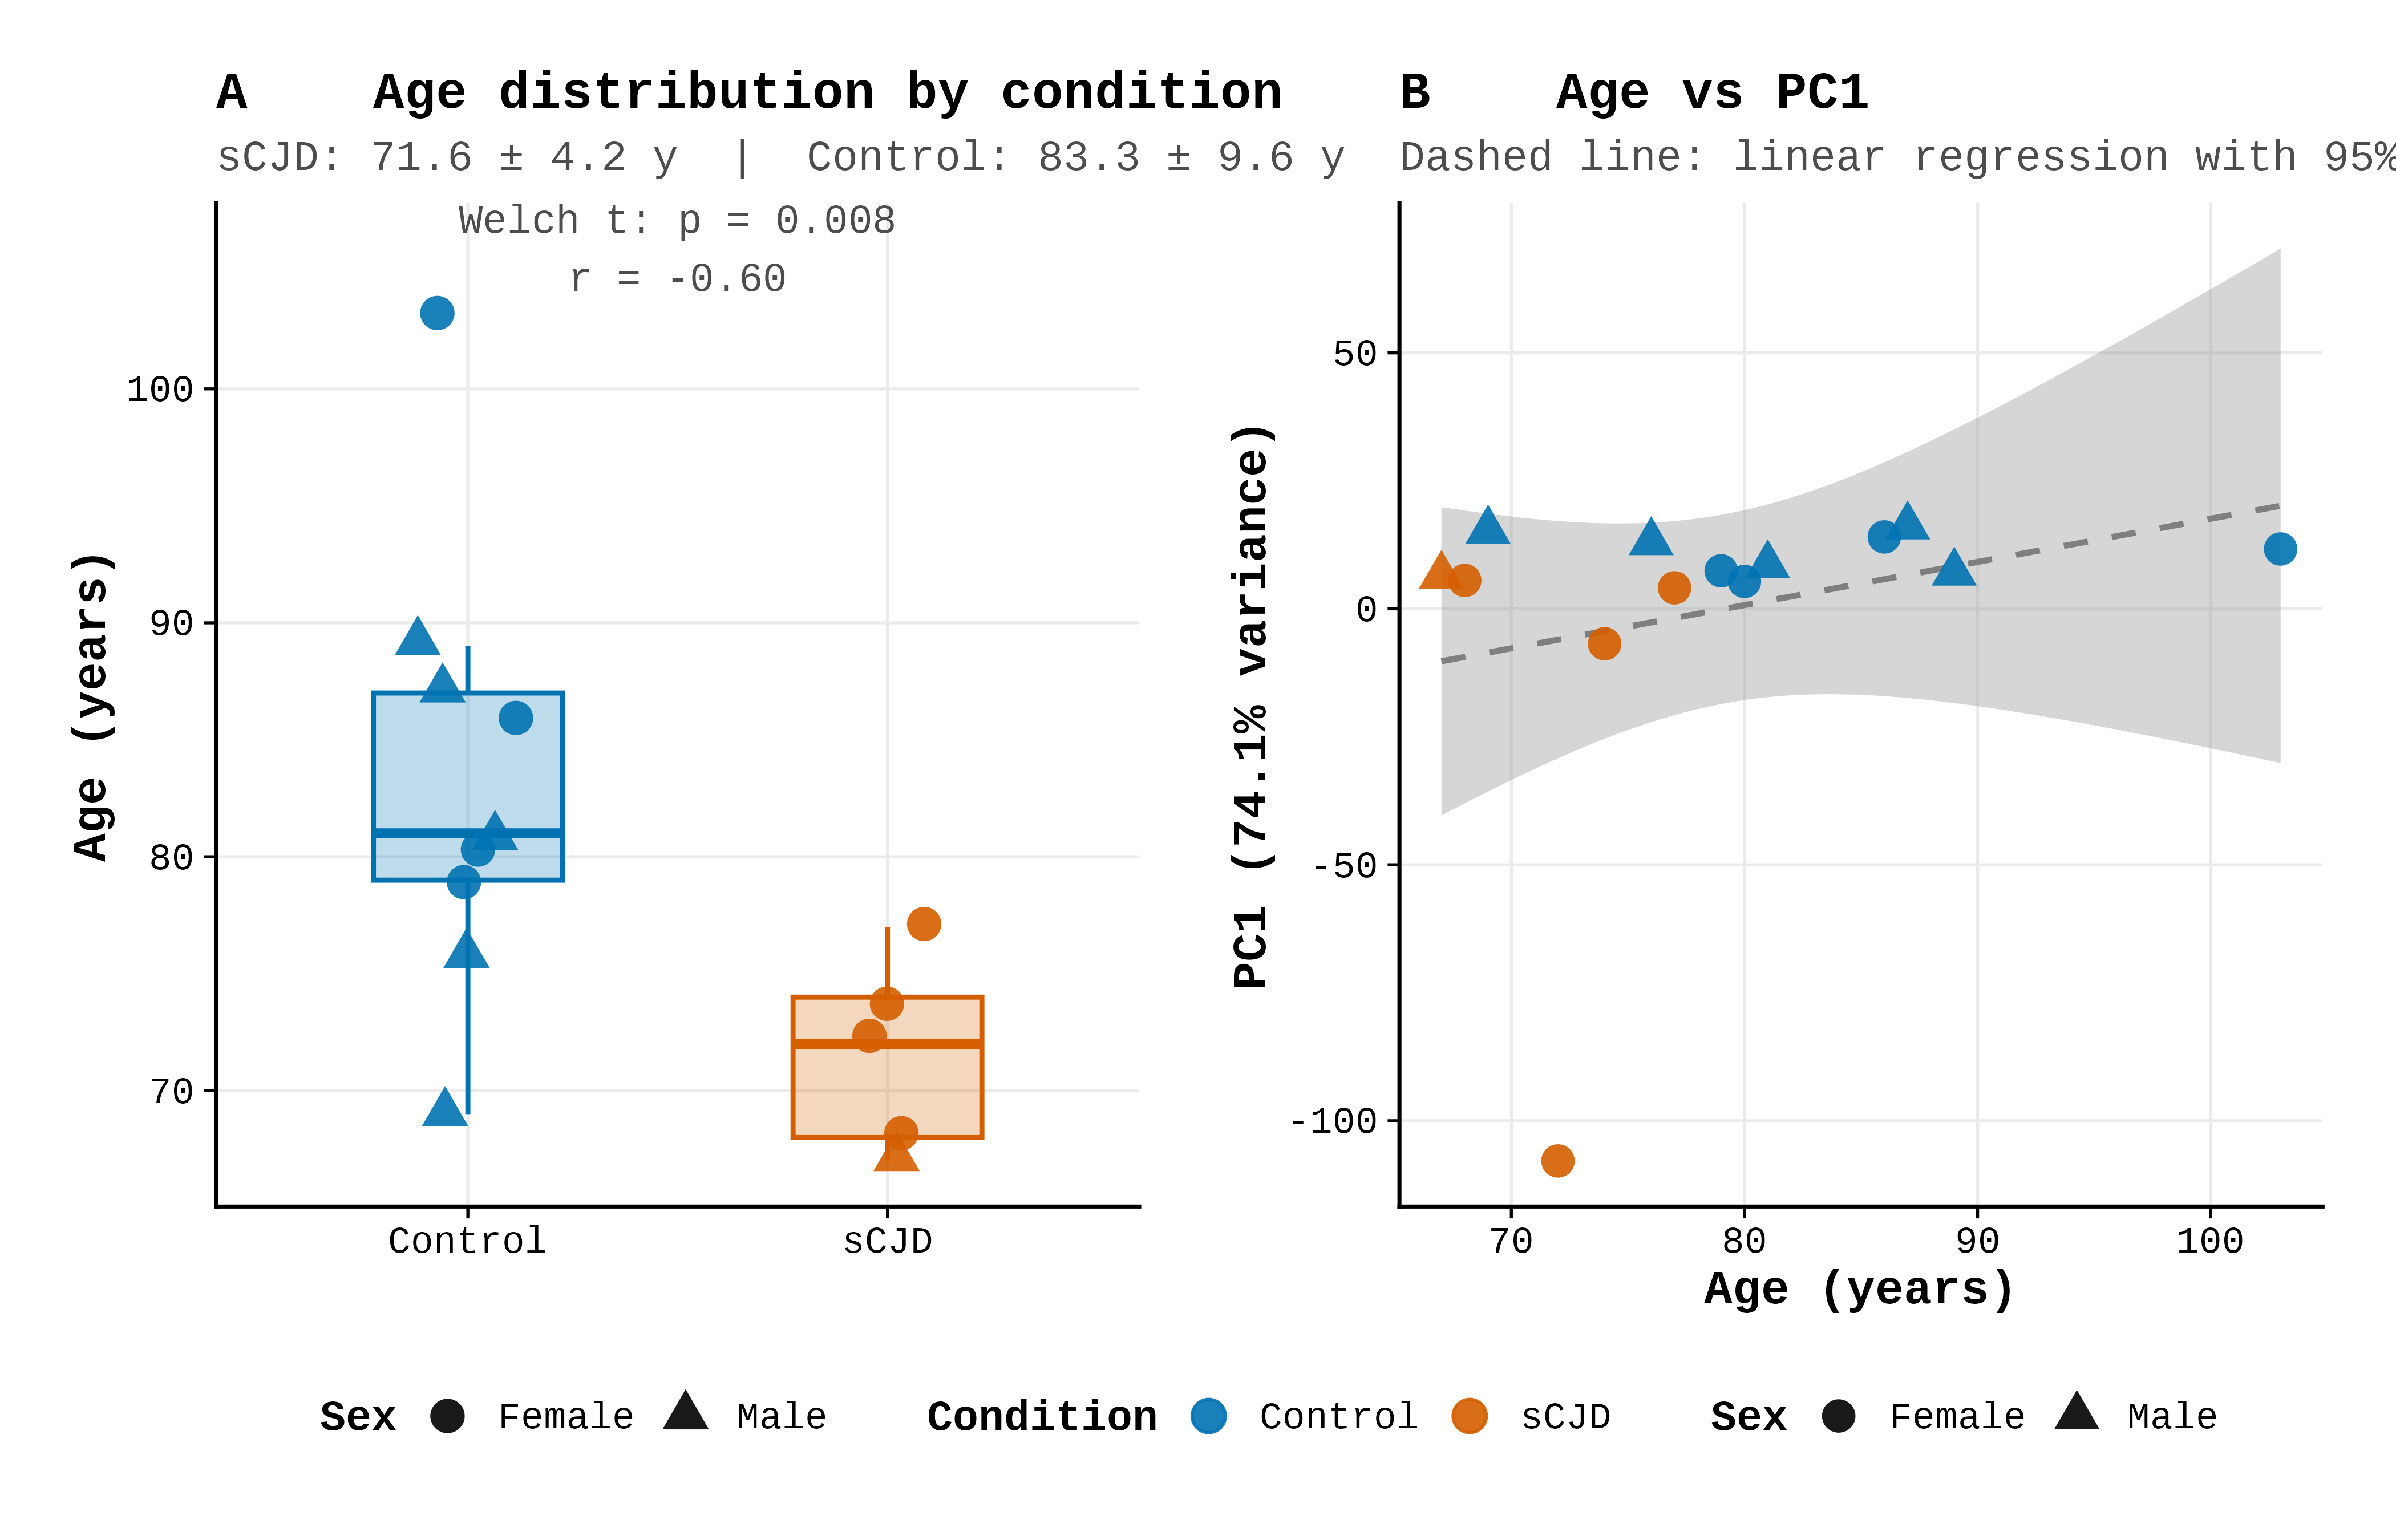 A Age distribution by condition
sCJD: 71.6 ± 4.2 y | Control: 83.3 ± 9.6 y
Welch t: p = 0.008
r = -0.60
Age (years)
100
90
80
70
Control sCJD
B Age vs PC1
Dashed line: linear regression with 95%
PC1 (74.1% variance)
50
0
-50
-100
70 80 90 100
Age (years)
Sex Female Male Condition Control sCJD Sex Female Male